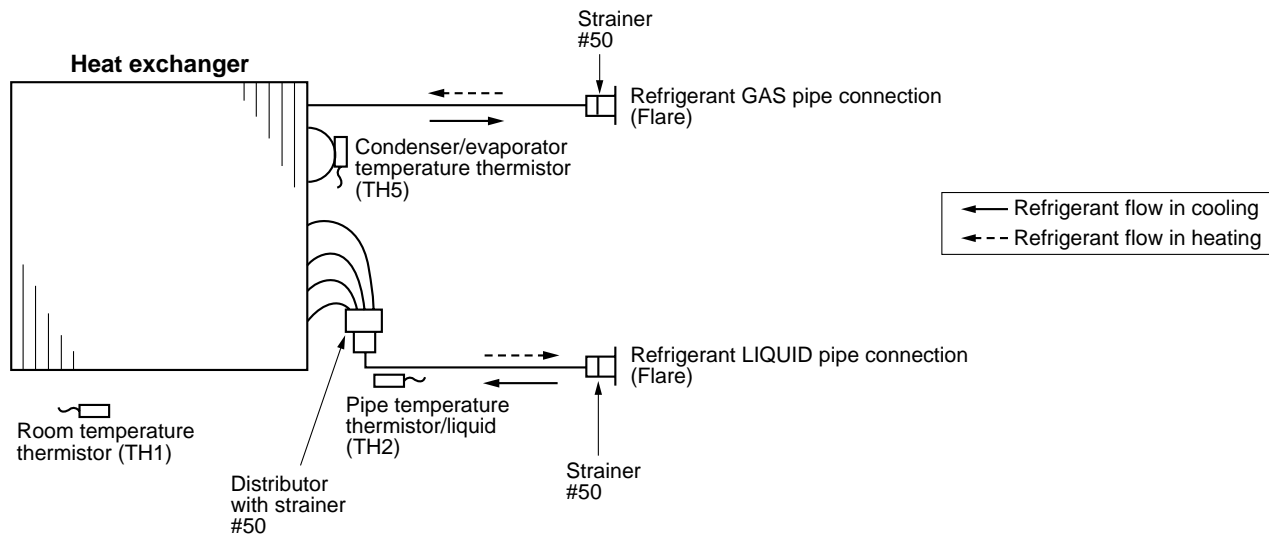 Strainer
#50
Heat exchanger
Refrigerant GAS pipe connection
(Flare)
Condenser/evaporator
temperature thermistor
(TH5)
Refrigerant flow in cooling
Refrigerant flow in heating
Refrigerant LIQUID pipe connection
(Flare)
Pipe temperature
thermistor/liquid
(TH2)
Room temperature
thermistor (TH1)
Strainer
#50
Distributor
with strainer
#50